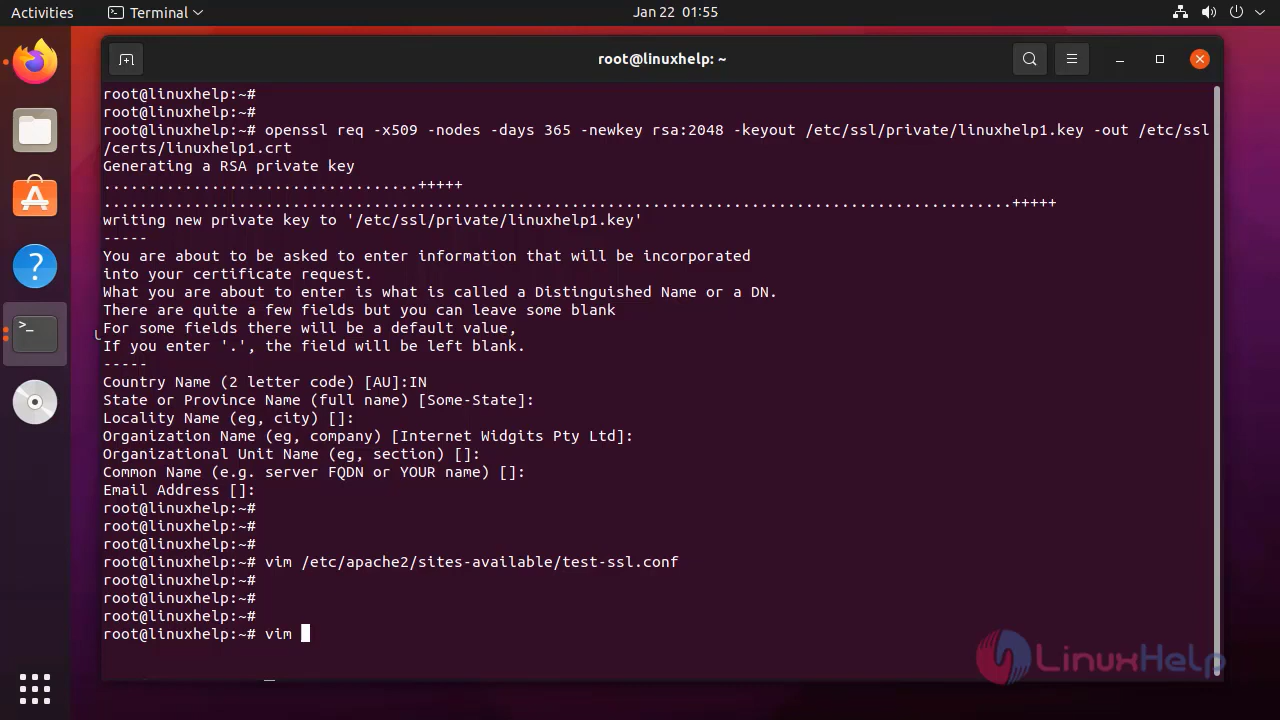 Activities Terminal Jan 22 01:55
root@linuxhelp: ~
root@linuxhelp:~#
root@linuxhelp:~#
root@linuxhelp:~# openssl req -x509 -nodes -days 365 -newkey rsa:2048 -keyout /etc/ssl/private/linuxhelp1.key -out /etc/ssl
/certs/linuxhelp1.crt
Generating a RSA private key
...................................+++++
.....................................................................................................+++++
writing new private key to '/etc/ssl/private/linuxhelp1.key'
-----
You are about to be asked to enter information that will be incorporated
into your certificate request.
What you are about to enter is what is called a Distinguished Name or a DN.
There are quite a few fields but you can leave some blank
For some fields there will be a default value,
If you enter '.', the field will be left blank.
-----
Country Name (2 letter code) [AU]:IN
State or Province Name (full name) [Some-State]:
Locality Name (eg, city) []:
Organization Name (eg, company) [Internet Widgits Pty Ltd]:
Organizational Unit Name (eg, section) []:
Common Name (e.g. server FQDN or YOUR name) []:
Email Address []:
root@linuxhelp:~#
root@linuxhelp:~#
root@linuxhelp:~#
root@linuxhelp:~# vim /etc/apache2/sites-available/test-ssl.conf
root@linuxhelp:~#
root@linuxhelp:~#
root@linuxhelp:~#
root@linuxhelp:~# vim
LinuxHelp